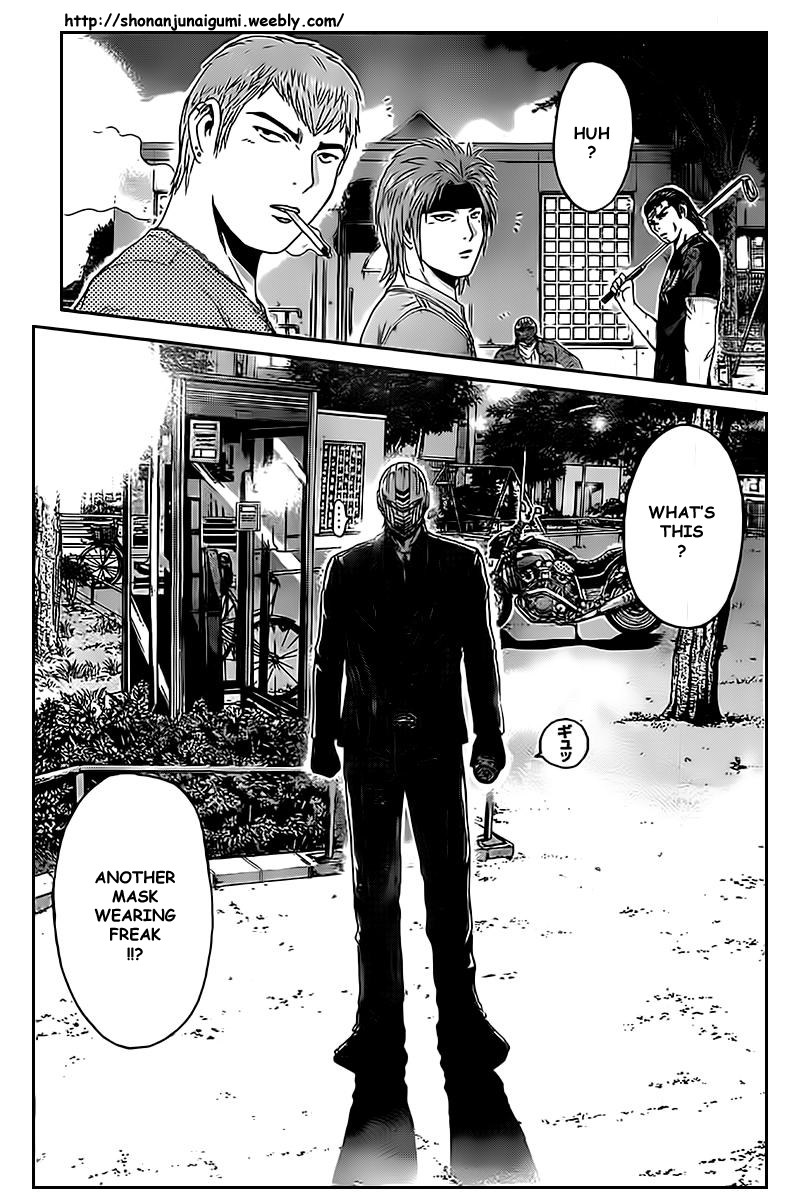 http://shonanjunaigumi.weebly.com/
HUH
?
WHAT'S
THIS
?
ギュッ
ANOTHER
MASK
WEARING
FREAK
!!?